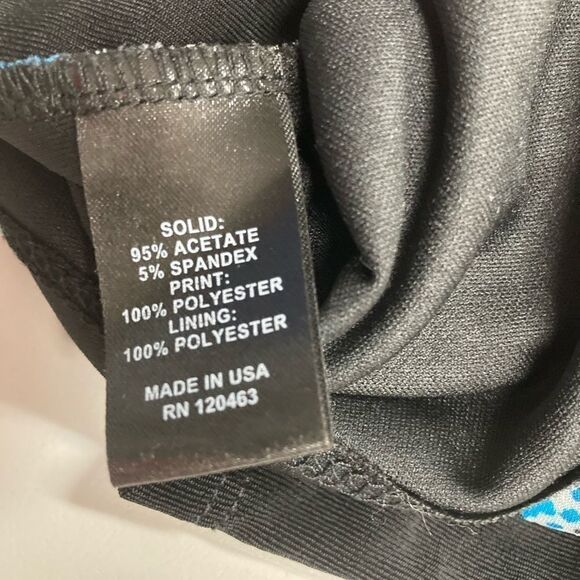 SOLID:
95% ACETATE
5% SPANDEX
PRINT:
100% POLYESTER
LINING:
100% POLYESTER
MADE IN USA
RN 120463